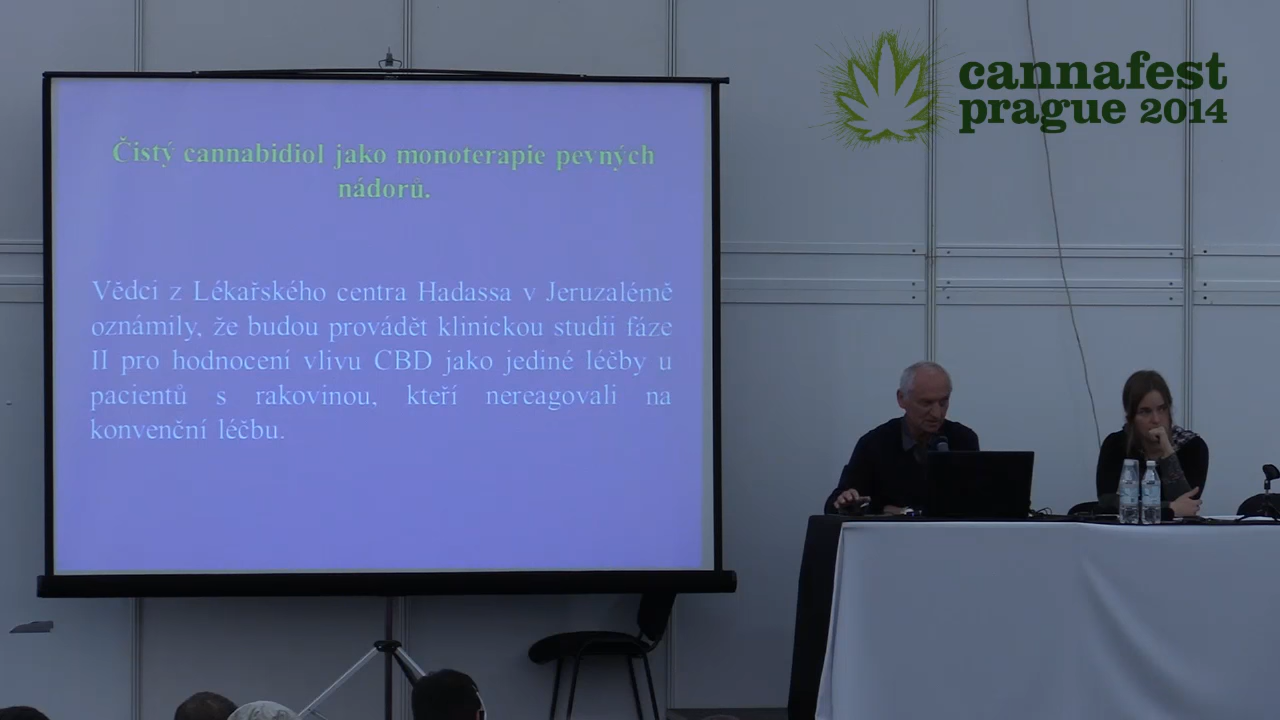 Čistý cannabidiol jako monoterapie pevných
nádorů.
Vědci z Lékařského centra Hadassa v Jeruzalémě
oznámily, že budou provádět klinickou studii fáze
II pro hodnocení vlivu CBD jako jediné léčby u
pacientů s rakovinou, kteří nereagovali na
konvenční léčbu.
cannafest
prague 2014